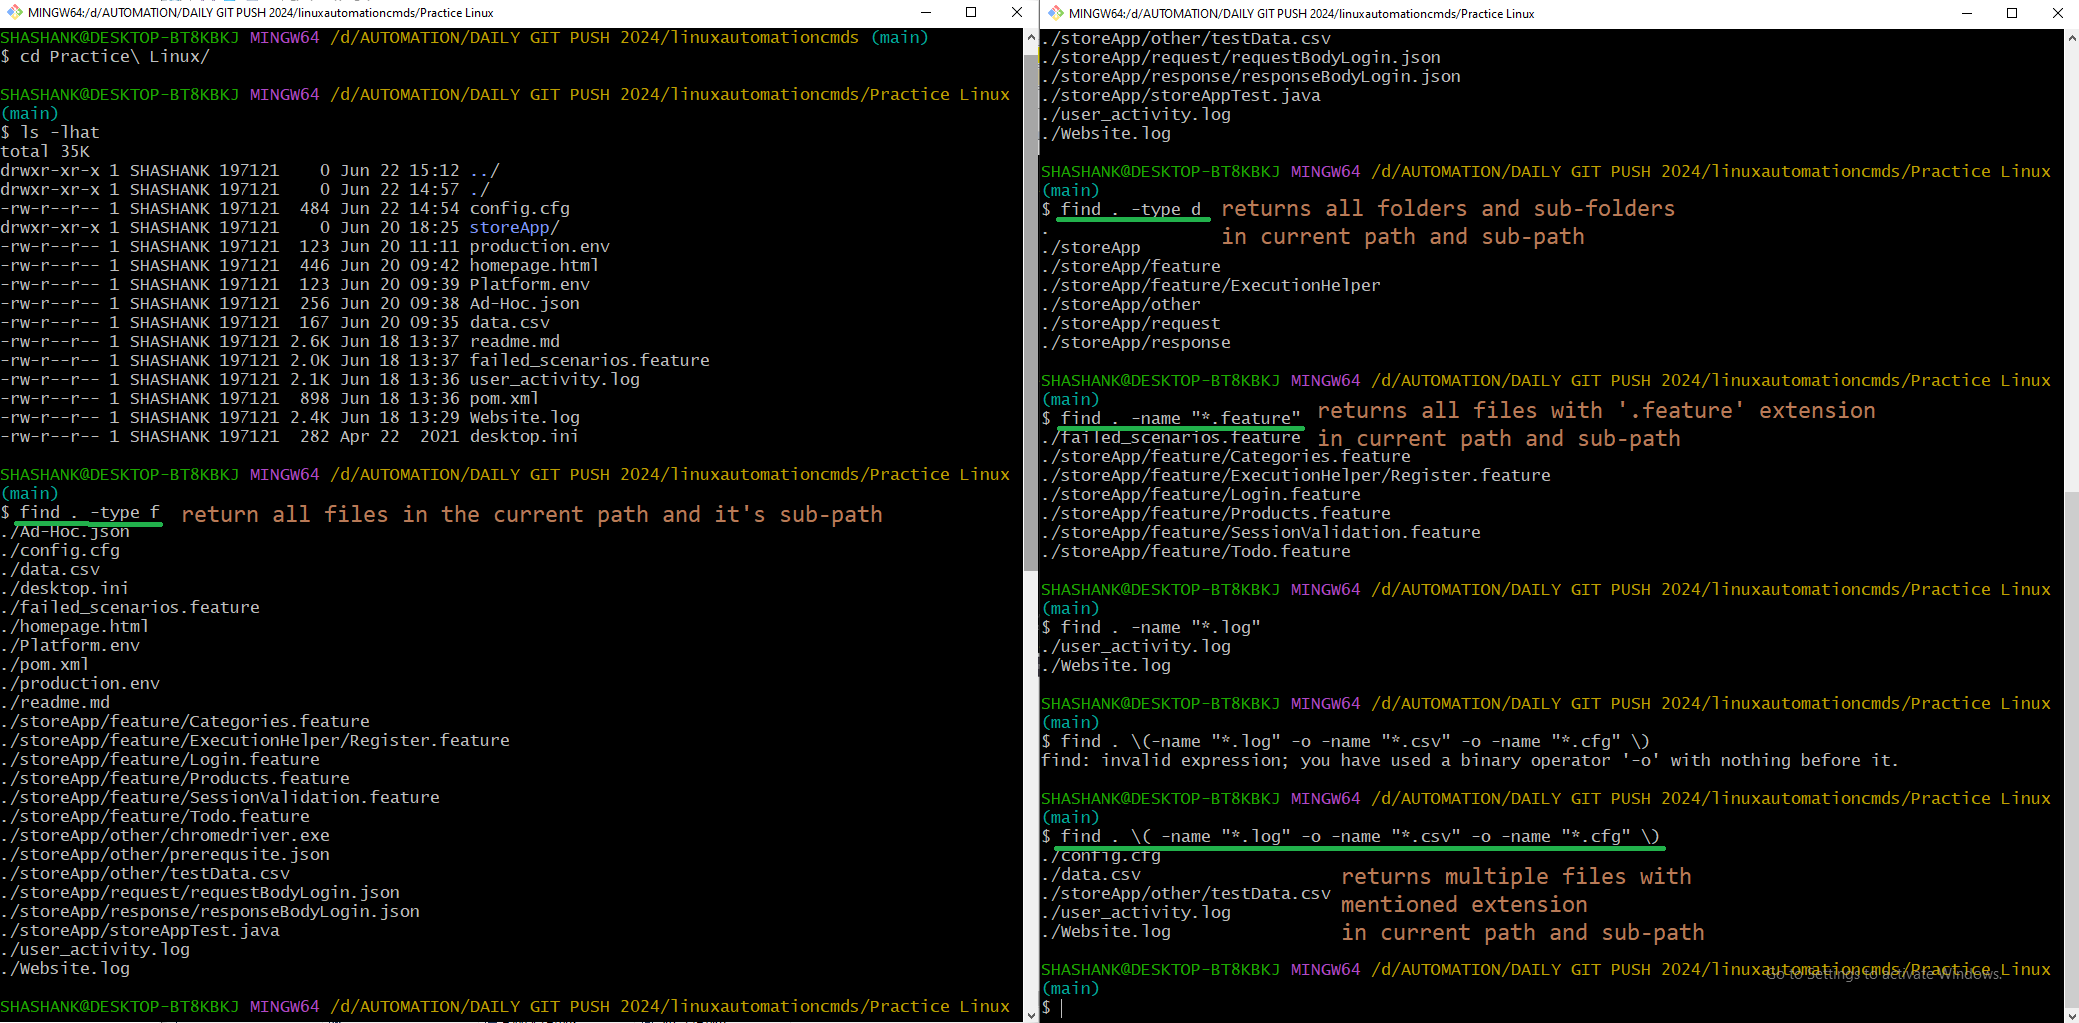 MINGW64:/d/AUTOMATION/DAILY GIT PUSH 2024/linuxautomationcmds/Practice Linux
SHASHANK@DESKTOP-BT8KBKJ MINGW64 /d/AUTOMATION/DAILY GIT PUSH 2024/linuxautomationcmds (main)
$ cd Practice\ Linux/
SHASHANK@DESKTOP-BT8KBKJ MINGW64 /d/AUTOMATION/DAILY GIT PUSH 2024/linuxautomationcmds/Practice Linux
(main)
$ ls -lhat
total 35K
drwxr-xr-x 1 SHASHANK 197121    0 Jun 22 15:12 ../
drwxr-xr-x 1 SHASHANK 197121    0 Jun 22 14:57 ./
-rw-r--r-- 1 SHASHANK 197121  484 Jun 22 14:54 config.cfg
drwxr-xr-x 1 SHASHANK 197121    0 Jun 20 18:25 storeApp/
-rw-r--r-- 1 SHASHANK 197121  123 Jun 20 11:11 production.env
-rw-r--r-- 1 SHASHANK 197121  446 Jun 20 09:42 homepage.html
-rw-r--r-- 1 SHASHANK 197121  123 Jun 20 09:39 Platform.env
-rw-r--r-- 1 SHASHANK 197121  256 Jun 20 09:38 Ad-Hoc.json
-rw-r--r-- 1 SHASHANK 197121  167 Jun 20 09:35 data.csv
-rw-r--r-- 1 SHASHANK 197121 2.6K Jun 18 13:37 readme.md
-rw-r--r-- 1 SHASHANK 197121 2.0K Jun 18 13:37 failed_scenarios.feature
-rw-r--r-- 1 SHASHANK 197121 2.1K Jun 18 13:36 user_activity.log
-rw-r--r-- 1 SHASHANK 197121  898 Jun 18 13:36 pom.xml
-rw-r--r-- 1 SHASHANK 197121 2.4K Jun 18 13:29 Website.log
-rw-r--r-- 1 SHASHANK 197121  282 Apr 22  2021 desktop.ini
SHASHANK@DESKTOP-BT8KBKJ MINGW64 /d/AUTOMATION/DAILY GIT PUSH 2024/linuxautomationcmds/Practice Linux
(main)
$ find . -type f return all files in the current path and it's sub-path
./Ad-Hoc.json
./config.cfg
./data.csv
./desktop.ini
./failed_scenarios.feature
./homepage.html
./Platform.env
./pom.xml
./production.env
./readme.md
./storeApp/feature/Categories.feature
./storeApp/feature/ExecutionHelper/Register.feature
./storeApp/feature/Login.feature
./storeApp/feature/Products.feature
./storeApp/feature/SessionValidation.feature
./storeApp/feature/Todo.feature
./storeApp/other/chromedriver.exe
./storeApp/other/prerequsite.json
./storeApp/other/testData.csv
./storeApp/request/requestBodyLogin.json
./storeApp/response/responseBodyLogin.json
./storeApp/storeAppTest.java
./user_activity.log
./Website.log
SHASHANK@DESKTOP-BT8KBKJ MINGW64 /d/AUTOMATION/DAILY GIT PUSH 2024/linuxautomationcmds/Practice Linux
MINGW64:/d/AUTOMATION/DAILY GIT PUSH 2024/linuxautomationcmds/Practice Linux
./storeApp/other/testData.csv
./storeApp/request/requestBodyLogin.json
./storeApp/response/responseBodyLogin.json
./storeApp/storeAppTest.java
./user_activity.log
./Website.log
SHASHANK@DESKTOP-BT8KBKJ MINGW64 /d/AUTOMATION/DAILY GIT PUSH 2024/linuxautomationcmds/Practice Linux
(main)
$ find . -type d returns all folders and sub-folders
. in current path and sub-path
./storeApp
./storeApp/feature
./storeApp/feature/ExecutionHelper
./storeApp/other
./storeApp/request
./storeApp/response
SHASHANK@DESKTOP-BT8KBKJ MINGW64 /d/AUTOMATION/DAILY GIT PUSH 2024/linuxautomationcmds/Practice Linux
(main)
$ find . -name "*.feature" returns all files with '.feature' extension
./failed_scenarios.feature in current path and sub-path
./storeApp/feature/Categories.feature
./storeApp/feature/ExecutionHelper/Register.feature
./storeApp/feature/Login.feature
./storeApp/feature/Products.feature
./storeApp/feature/SessionValidation.feature
./storeApp/feature/Todo.feature
SHASHANK@DESKTOP-BT8KBKJ MINGW64 /d/AUTOMATION/DAILY GIT PUSH 2024/linuxautomationcmds/Practice Linux
(main)
$ find . -name "*.log"
./user_activity.log
./Website.log
SHASHANK@DESKTOP-BT8KBKJ MINGW64 /d/AUTOMATION/DAILY GIT PUSH 2024/linuxautomationcmds/Practice Linux
(main)
$ find . \(-name "*.log" -o -name "*.csv" -o -name "*.cfg" \)
find: invalid expression; you have used a binary operator '-o' with nothing before it.
SHASHANK@DESKTOP-BT8KBKJ MINGW64 /d/AUTOMATION/DAILY GIT PUSH 2024/linuxautomationcmds/Practice Linux
(main)
$ find . \( -name "*.log" -o -name "*.csv" -o -name "*.cfg" \)
./config.cfg
./data.csv
./storeApp/other/testData.csv
./user_activity.log
./Website.log
returns multiple files with
mentioned extension
in current path and sub-path
SHASHANK@DESKTOP-BT8KBKJ MINGW64 /d/AUTOMATION/DAILY GIT PUSH 2024/linuxautomationcmds/Practice Linux
Go to Settings to activate Windows.
(main)
$